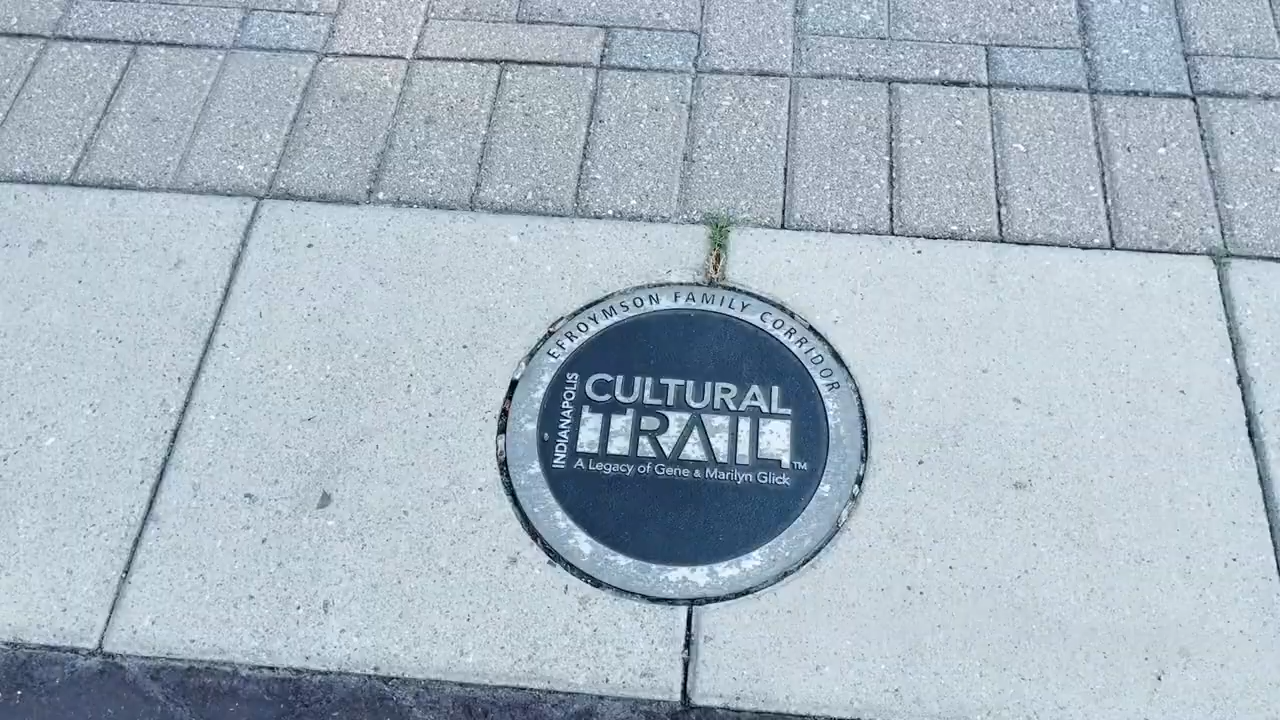 EFROYMSON FAMILY CORRIDOR
INDIANAPOLIS
CULTURAL
TRAIL™
A Legacy of Gene & Marilyn Glick